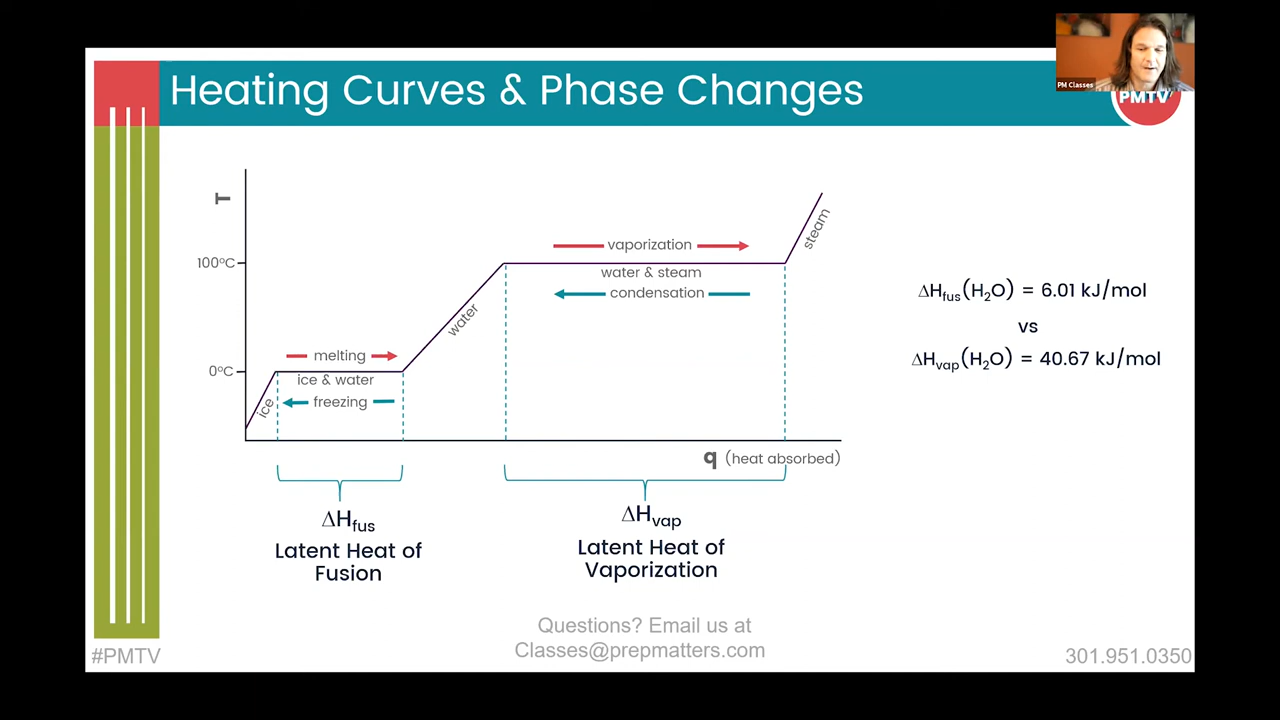 Heating Curves & Phase Changes
PM Classes
PMTV
T
100°C
0°C
ice
melting
ice & water
freezing
water
vaporization
water & steam
condensation
steam
q (heat absorbed)
ΔHfus
Latent Heat of
Fusion
ΔHvap
Latent Heat of
Vaporization
ΔHfus(H₂O) = 6.01 kJ/mol
vs
ΔHvap(H₂O) = 40.67 kJ/mol
Questions? Email us at
Classes@prepmatters.com
#PMTV
301.951.0350